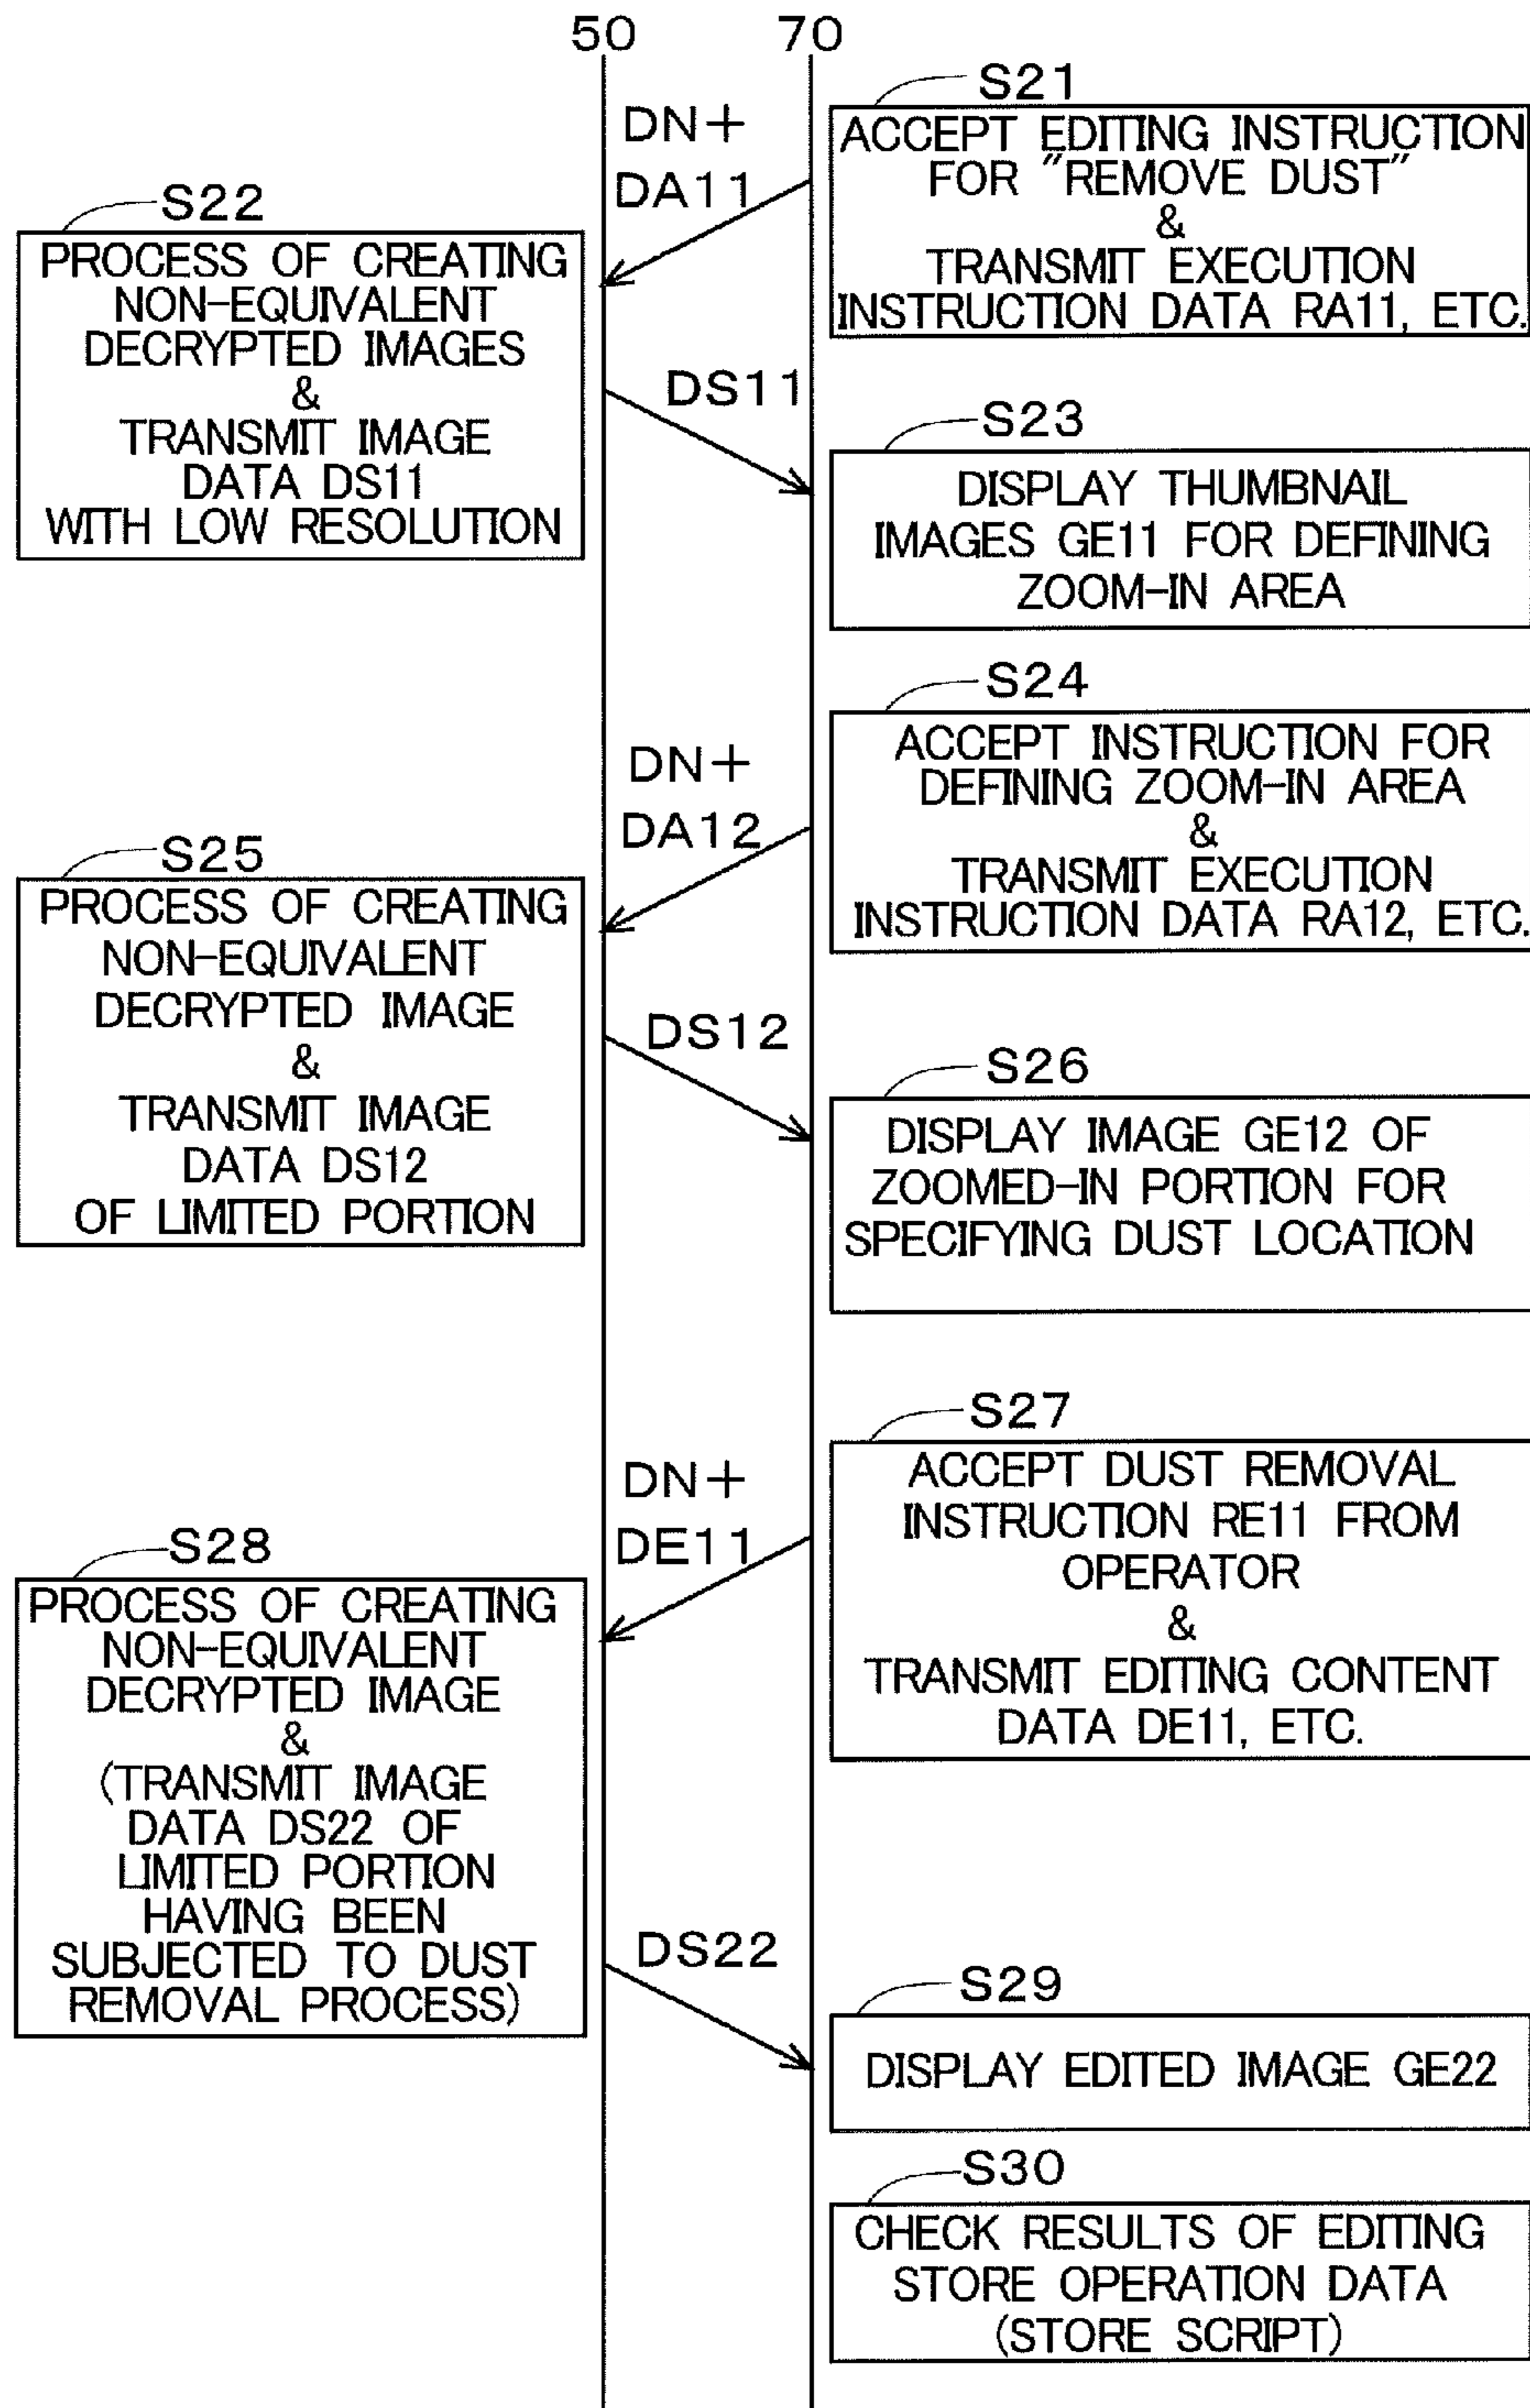 50
70
S21
ACCEPT EDITING INSTRUCTION
FOR "REMOVE DUST"
&
TRANSMIT EXECUTION
INSTRUCTION DATA RA11, ETC.
DN+
DA11
S22
PROCESS OF CREATING
NON-EQUIVALENT
DECRYPTED IMAGES
&
TRANSMIT IMAGE
DATA DS11
WITH LOW RESOLUTION
DS11
S23
DISPLAY THUMBNAIL
IMAGES GE11 FOR DEFINING
ZOOM-IN AREA
S24
ACCEPT INSTRUCTION FOR
DEFINING ZOOM-IN AREA
&
TRANSMIT EXECUTION
INSTRUCTION DATA RA12, ETC.
DN+
DA12
S25
PROCESS OF CREATING
NON-EQUIVALENT
DECRYPTED IMAGE
&
TRANSMIT IMAGE
DATA DS12
OF LIMITED PORTION
DS12
S26
DISPLAY IMAGE GE12 OF
ZOOMED-IN PORTION FOR
SPECIFYING DUST LOCATION
S27
ACCEPT DUST REMOVAL
INSTRUCTION RE11 FROM
OPERATOR
&
TRANSMIT EDITING CONTENT
DATA DE11, ETC.
DN+
DE11
S28
PROCESS OF CREATING
NON-EQUIVALENT
DECRYPTED IMAGE
&
(TRANSMIT IMAGE
DATA DS22 OF
LIMITED PORTION
HAVING BEEN
SUBJECTED TO DUST
REMOVAL PROCESS)
DS22
S29
DISPLAY EDITED IMAGE GE22
S30
CHECK RESULTS OF EDITING
STORE OPERATION DATA
(STORE SCRIPT)